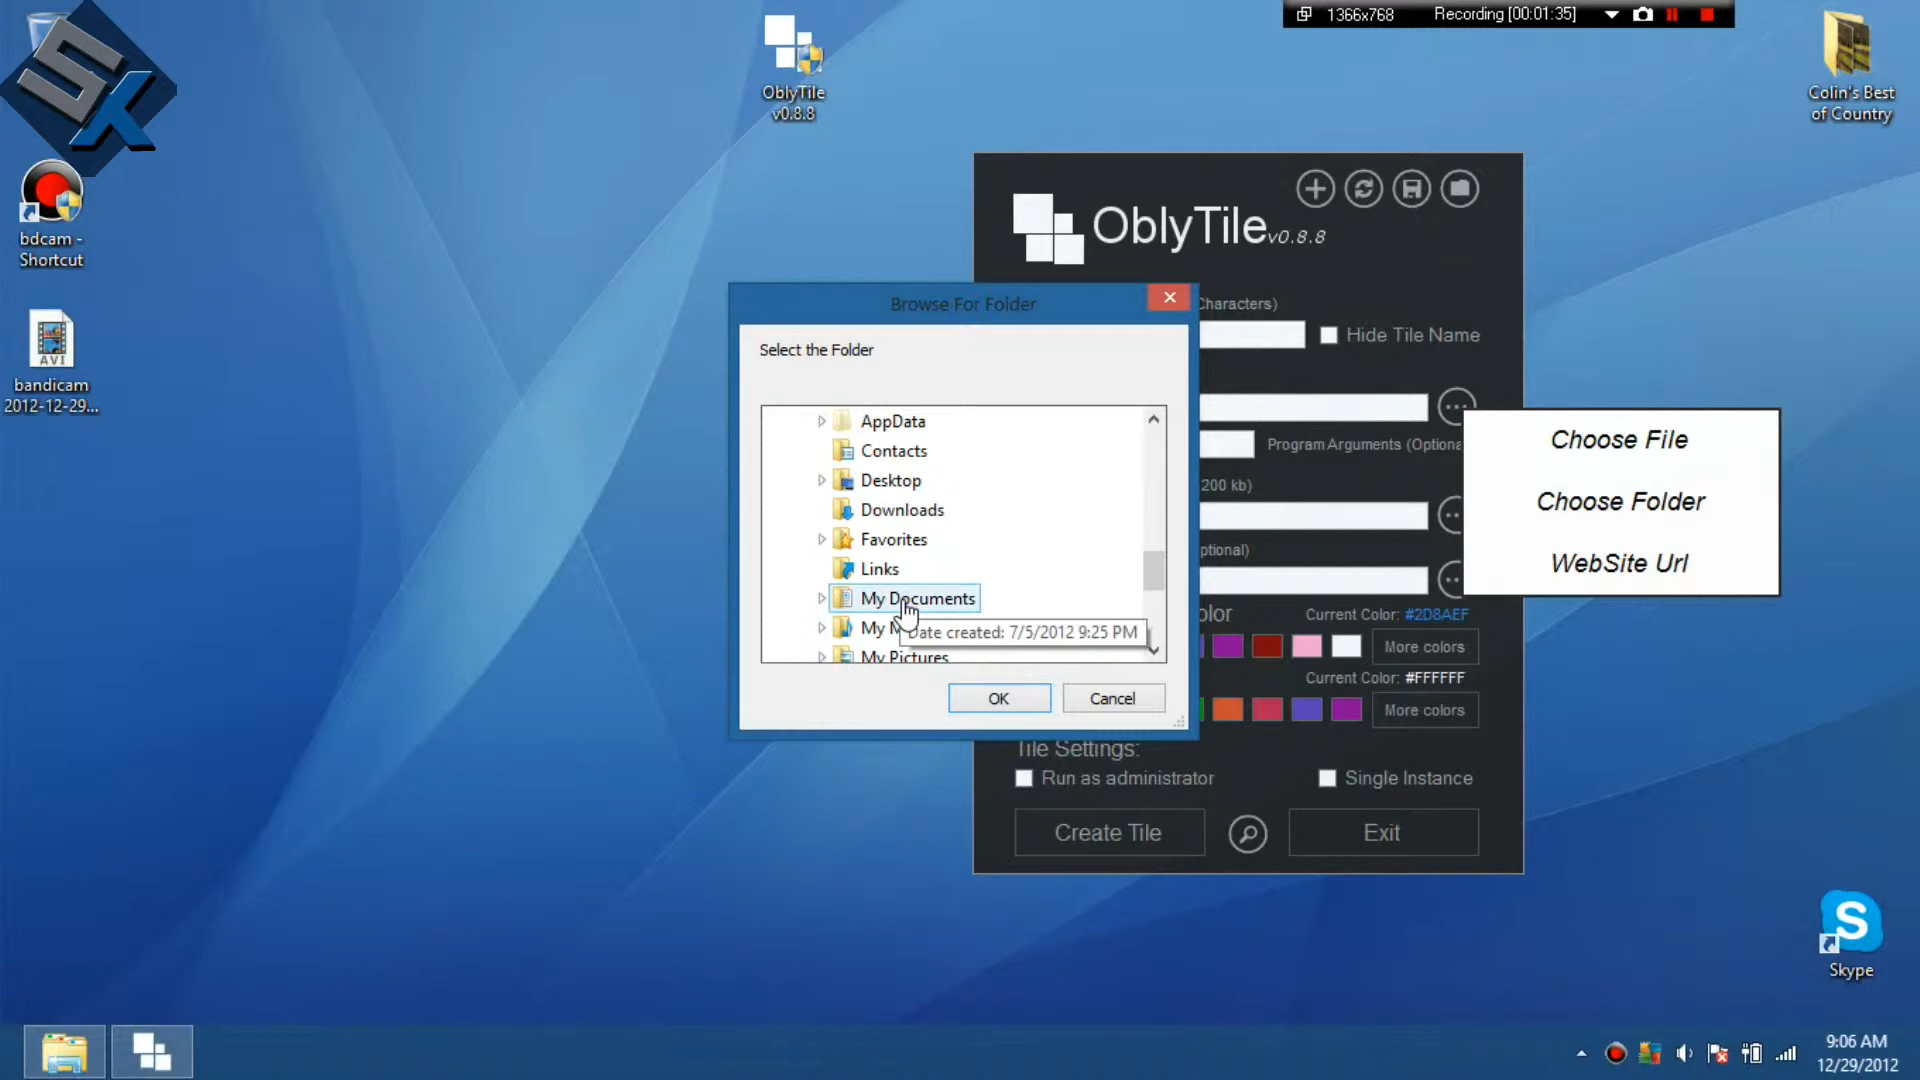 1366x768
Recording [00:01:35]
SX
OblyTile
v0.8.8
Colin's Best
of Country
bdcam -
Shortcut
AVI
bandicam
2012-12-29...
OblyTile v0.8.8
Characters)
Hide Tile Name
Program Arguments (Optiona
200 kb)
ptional)
olor
Current Color: #2D8AEF
More colors
Current Color: #FFFFFF
More colors
Tile Settings:
Run as administrator
Single Instance
Create Tile
Exit
Browse For Folder
Select the Folder
AppData
Contacts
Desktop
Downloads
Favorites
Links
My Documents
My M
Date created: 7/5/2012 9:25 PM
My Pictures
OK
Cancel
Choose File
Choose Folder
WebSite Url
Skype
9:06 AM
12/29/2012